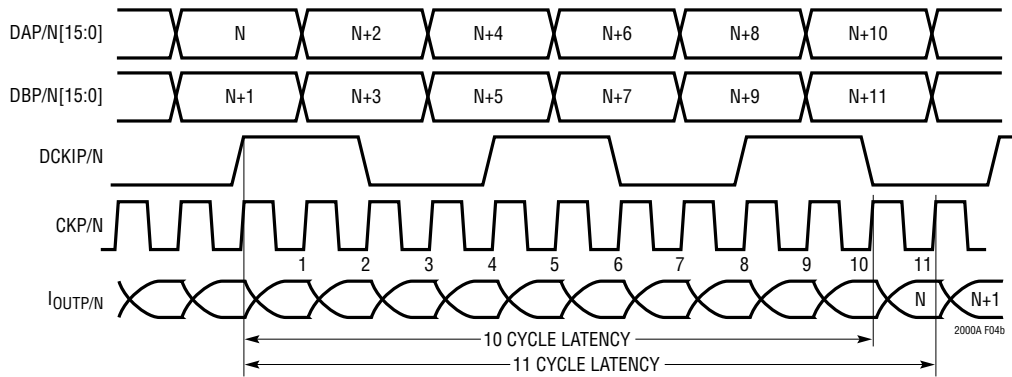 DAP/N[15:0] N N+2 N+4 N+6 N+8 N+10
DBP/N[15:0] N+1 N+3 N+5 N+7 N+9 N+11
DCKIP/N
CKP/N
1 2 3 4 5 6 7 8 9 10 11
IOUTP/N N N+1
2000A F04b
10 CYCLE LATENCY
11 CYCLE LATENCY